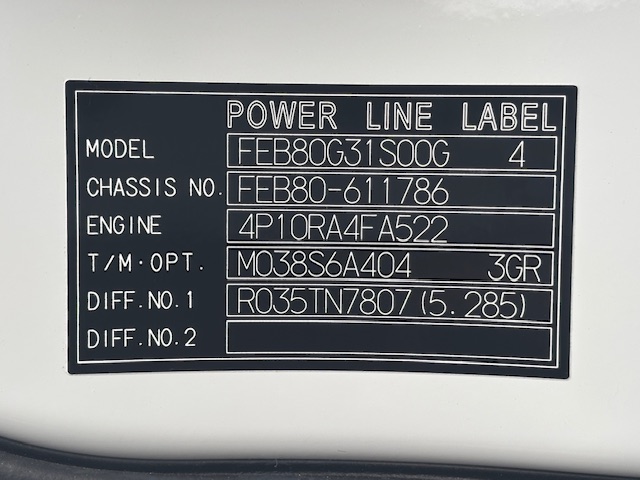 POWER LINE LABEL
MODEL FEB80G31S00G 4
CHASSIS NO. FEB80-611786
ENGINE 4P10RA4FA522
T/M·OPT. M038S6A404 3GR
DIFF.NO.1 R035TN7807(5.285)
DIFF.NO.2